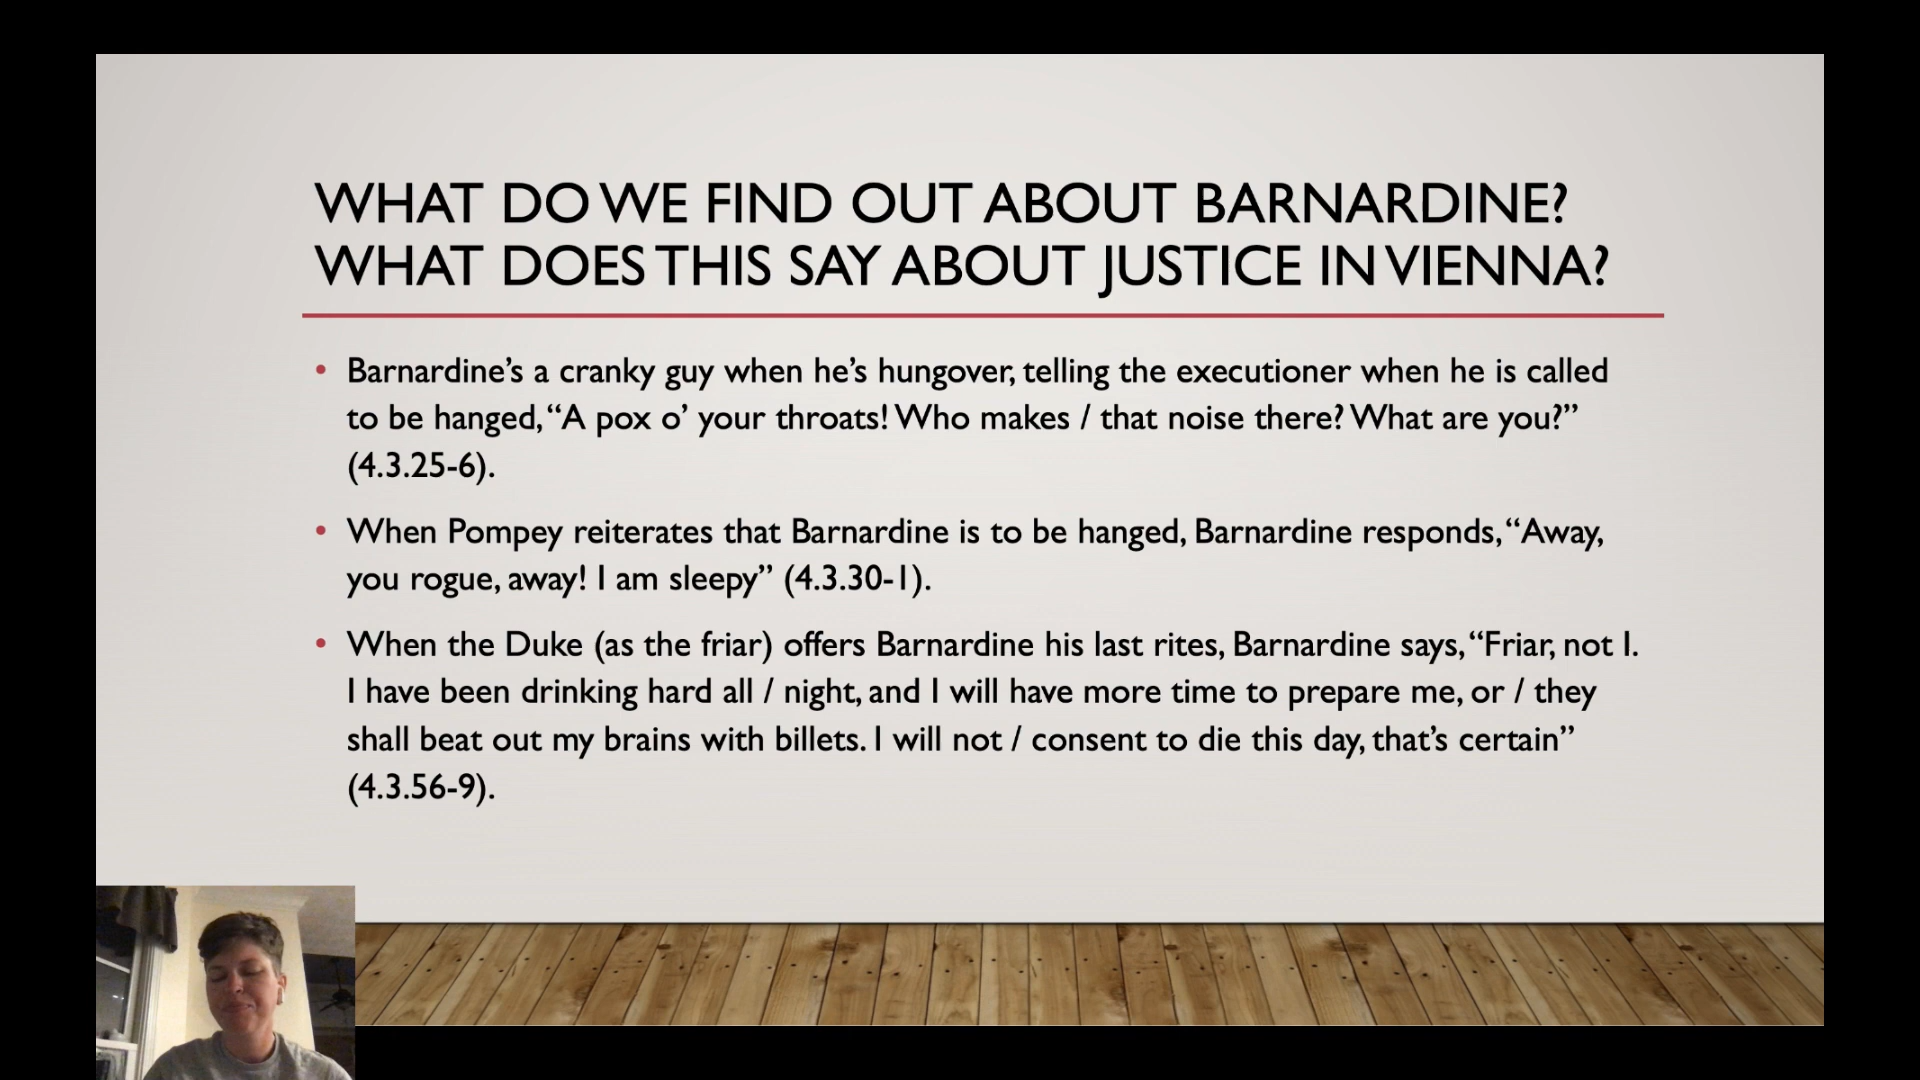 WHAT DO WE FIND OUT ABOUT BARNARDINE?
WHAT DOES THIS SAY ABOUT JUSTICE IN VIENNA?
• Barnardine’s a cranky guy when he’s hungover, telling the executioner when he is called
to be hanged, “A pox o’ your throats! Who makes / that noise there? What are you?”
(4.3.25-6).
• When Pompey reiterates that Barnardine is to be hanged, Barnardine responds, “Away,
you rogue, away! I am sleepy” (4.3.30-1).
• When the Duke (as the friar) offers Barnardine his last rites, Barnardine says, “Friar, not I.
I have been drinking hard all / night, and I will have more time to prepare me, or / they
shall beat out my brains with billets. I will not / consent to die this day, that’s certain”
(4.3.56-9).